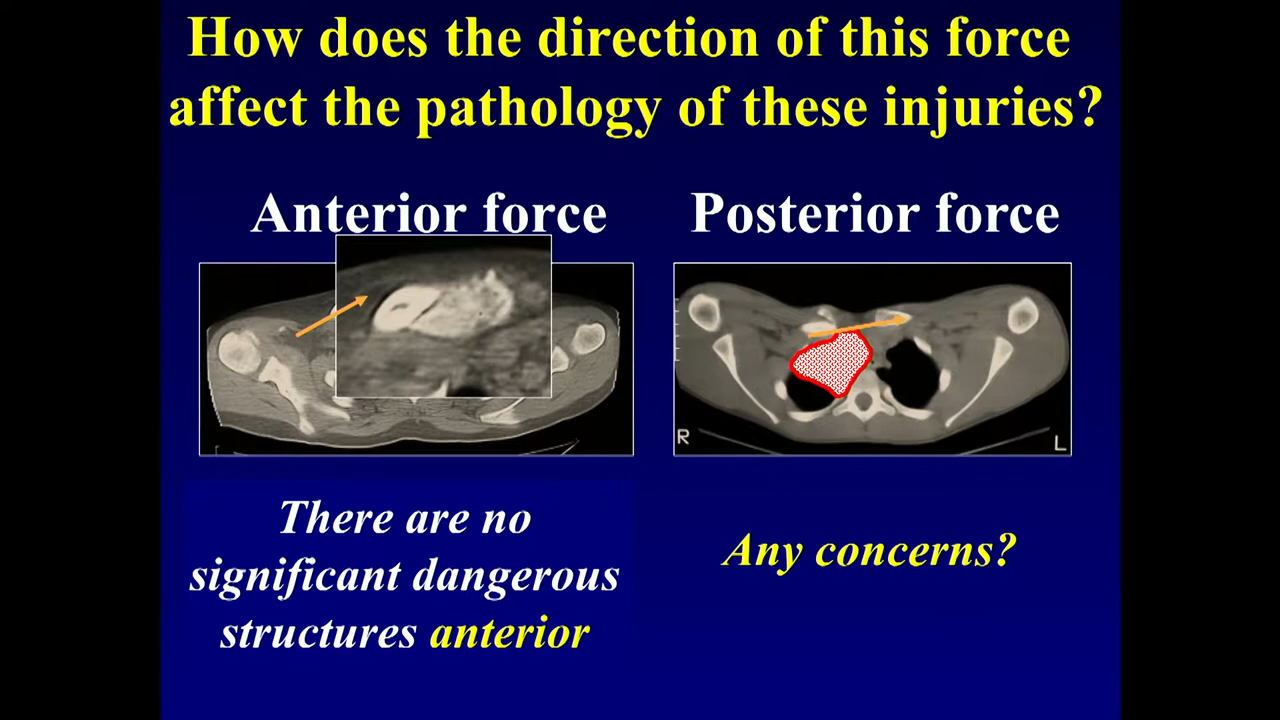 How does the direction of this force
affect the pathology of these injuries?
Anterior force
Posterior force
R
L
There are no
significant dangerous
structures anterior
Any concerns?